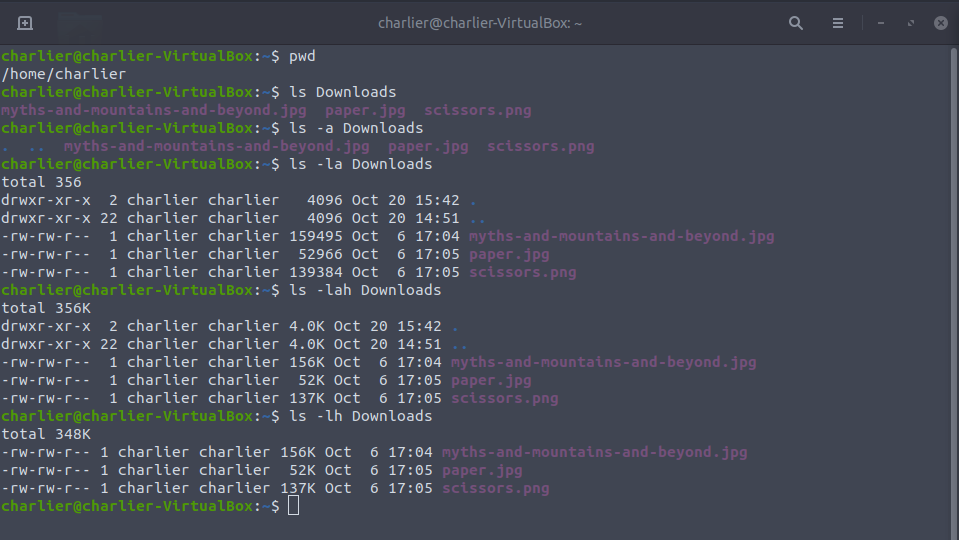 charlier@charlier-VirtualBox: ~
charlier@charlier-VirtualBox:~$ pwd
/home/charlier
charlier@charlier-VirtualBox:~$ ls Downloads
myths-and-mountains-and-beyond.jpg  paper.jpg  scissors.png
charlier@charlier-VirtualBox:~$ ls -a Downloads
.  ..  myths-and-mountains-and-beyond.jpg  paper.jpg  scissors.png
charlier@charlier-VirtualBox:~$ ls -la Downloads
total 356
drwxr-xr-x  2 charlier charlier   4096 Oct 20 15:42 .
drwxr-xr-x 22 charlier charlier   4096 Oct 20 14:51 ..
-rw-rw-r--  1 charlier charlier 159495 Oct  6 17:04 myths-and-mountains-and-beyond.jpg
-rw-rw-r--  1 charlier charlier  52966 Oct  6 17:05 paper.jpg
-rw-rw-r--  1 charlier charlier 139384 Oct  6 17:05 scissors.png
charlier@charlier-VirtualBox:~$ ls -lah Downloads
total 356K
drwxr-xr-x  2 charlier charlier 4.0K Oct 20 15:42 .
drwxr-xr-x 22 charlier charlier 4.0K Oct 20 14:51 ..
-rw-rw-r--  1 charlier charlier 156K Oct  6 17:04 myths-and-mountains-and-beyond.jpg
-rw-rw-r--  1 charlier charlier  52K Oct  6 17:05 paper.jpg
-rw-rw-r--  1 charlier charlier 137K Oct  6 17:05 scissors.png
charlier@charlier-VirtualBox:~$ ls -lh Downloads
total 348K
-rw-rw-r-- 1 charlier charlier 156K Oct  6 17:04 myths-and-mountains-and-beyond.jpg
-rw-rw-r-- 1 charlier charlier  52K Oct  6 17:05 paper.jpg
-rw-rw-r-- 1 charlier charlier 137K Oct  6 17:05 scissors.png
charlier@charlier-VirtualBox:~$